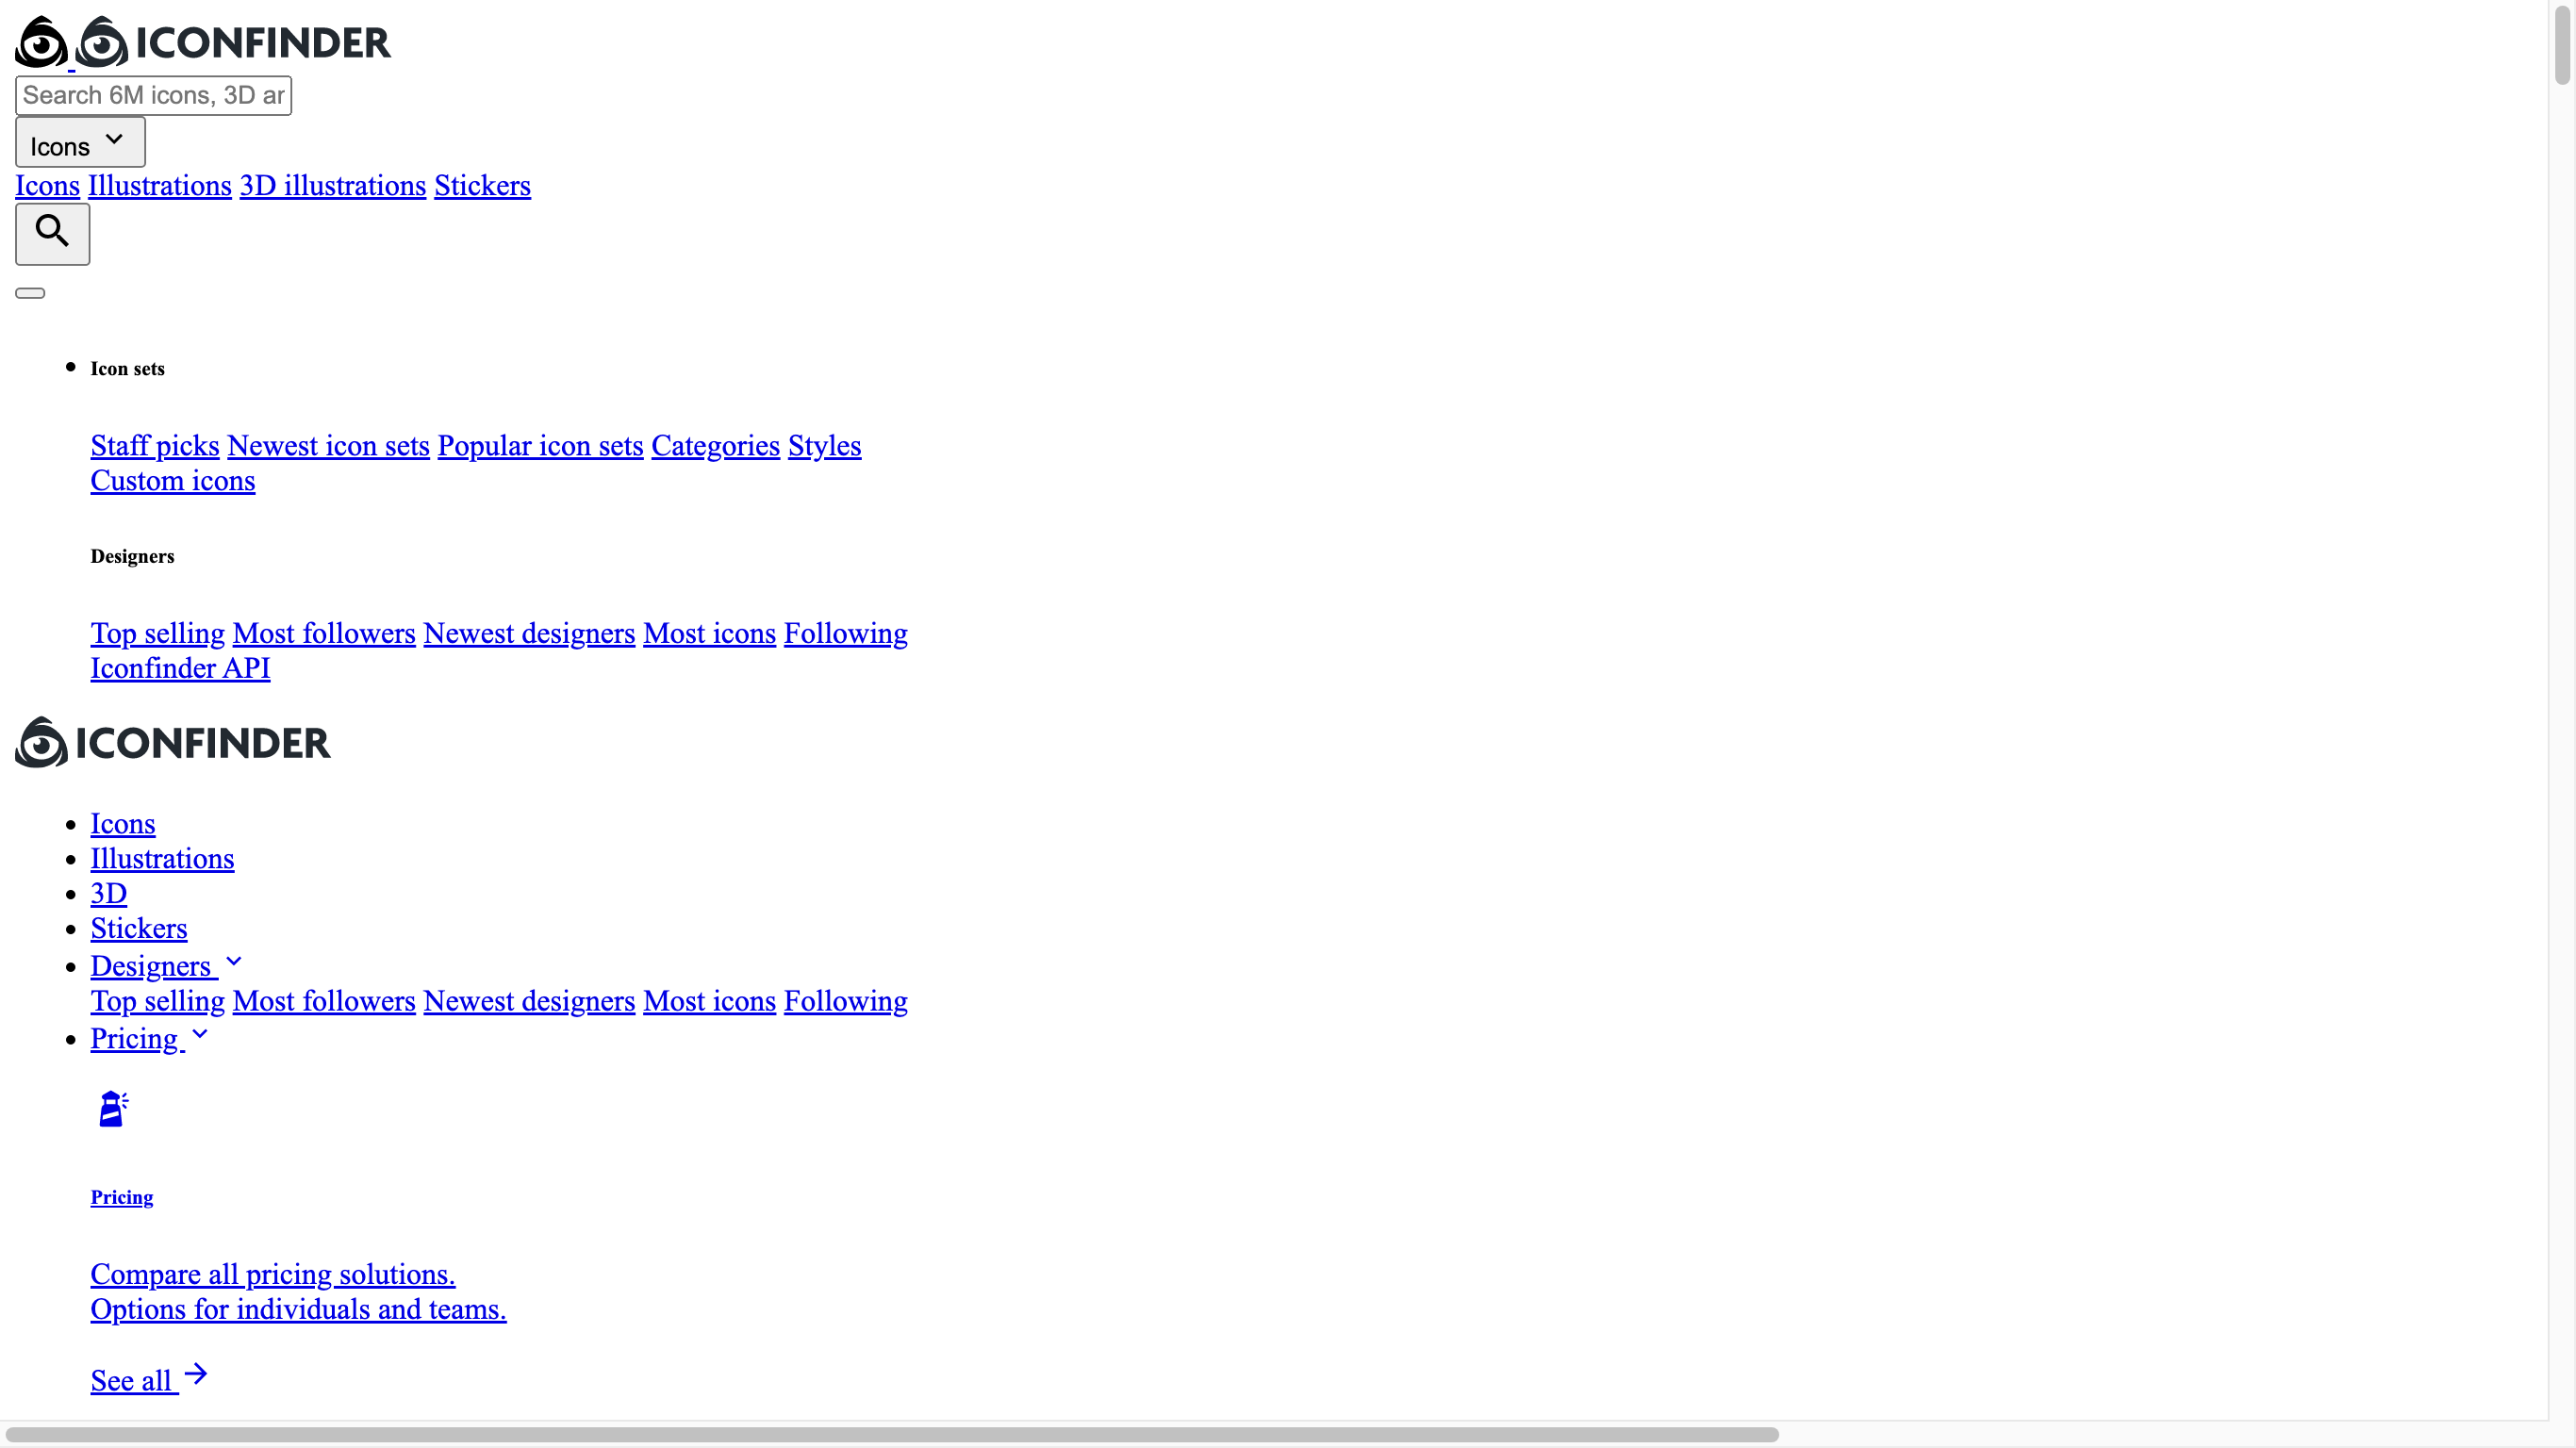 ICONFINDER
Search 6M icons, 3D ar
Icons
Icons Illustrations 3D illustrations Stickers
Icon sets
Staff picks Newest icon sets Popular icon sets Categories Styles
Custom icons
Designers
Top selling Most followers Newest designers Most icons Following
Iconfinder API
ICONFINDER
Icons
Illustrations
3D
Stickers
Designers
Top selling Most followers Newest designers Most icons Following
Pricing
Pricing
Compare all pricing solutions.
Options for individuals and teams.
See all